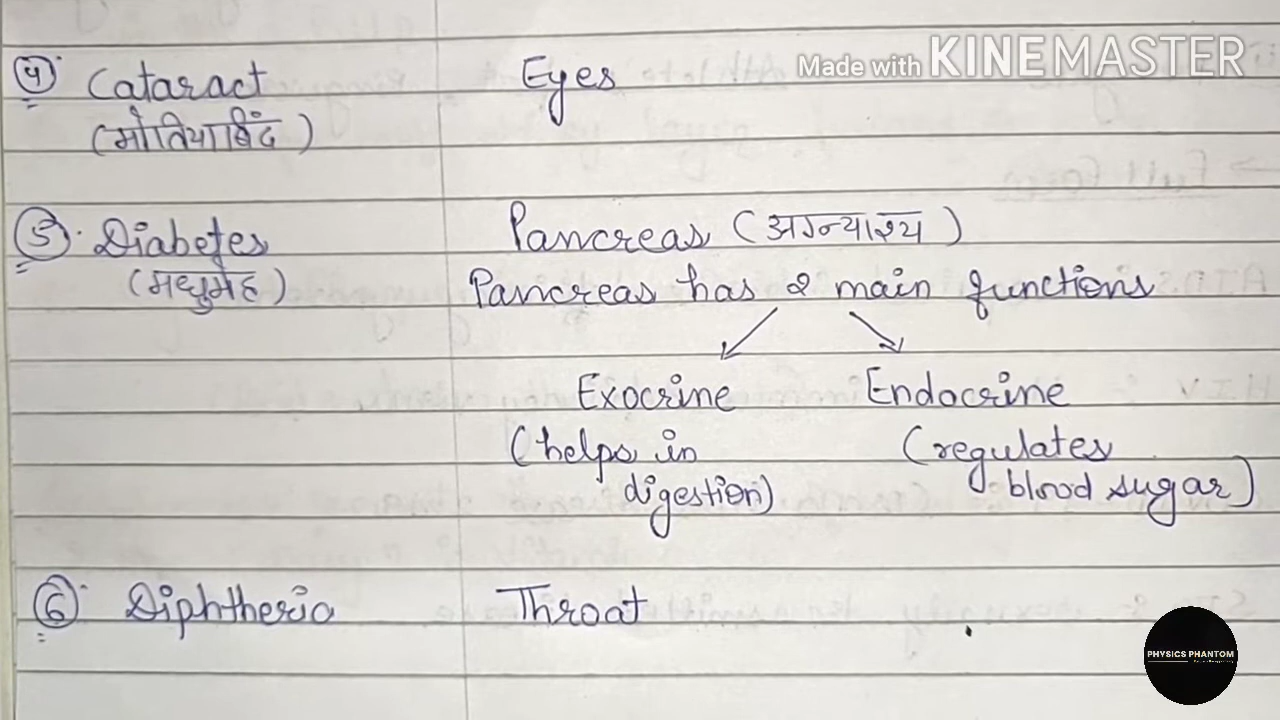 Made with KINEMASTER
④ Cataract Eyes
(मोतियाबिंद)
⑤ Diabetes Pancreas (अग्न्याश्य)
(मधुमेह) Pancreas has 2 main functions
Exocrine Endocrine
(helps in (regulates
digestion) blood sugar)
⑥ Diphtheria Throat
PHYSICS PHANTOM